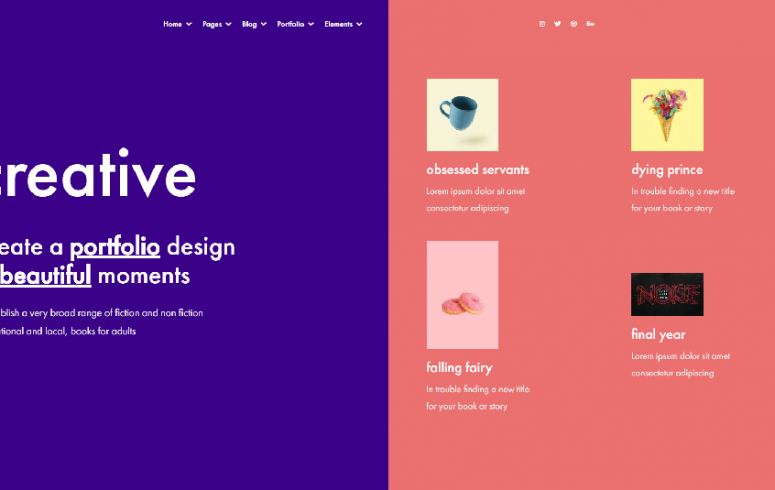 Home Pages Blog Portfolio Elements
creative
eate a portfolio design
beautiful moments
blish a very broad range of fiction and non fiction
tional and local, books for adults
obsessed servants
Lorem ipsum dolor sit amet
consectetur adipiscing
dying prince
In trouble finding a new title
for your book or story
falling fairy
In trouble finding a new title
for your book or story
NOISE
final year
Lorem ipsum dolor sit amet
consectetur adipiscing